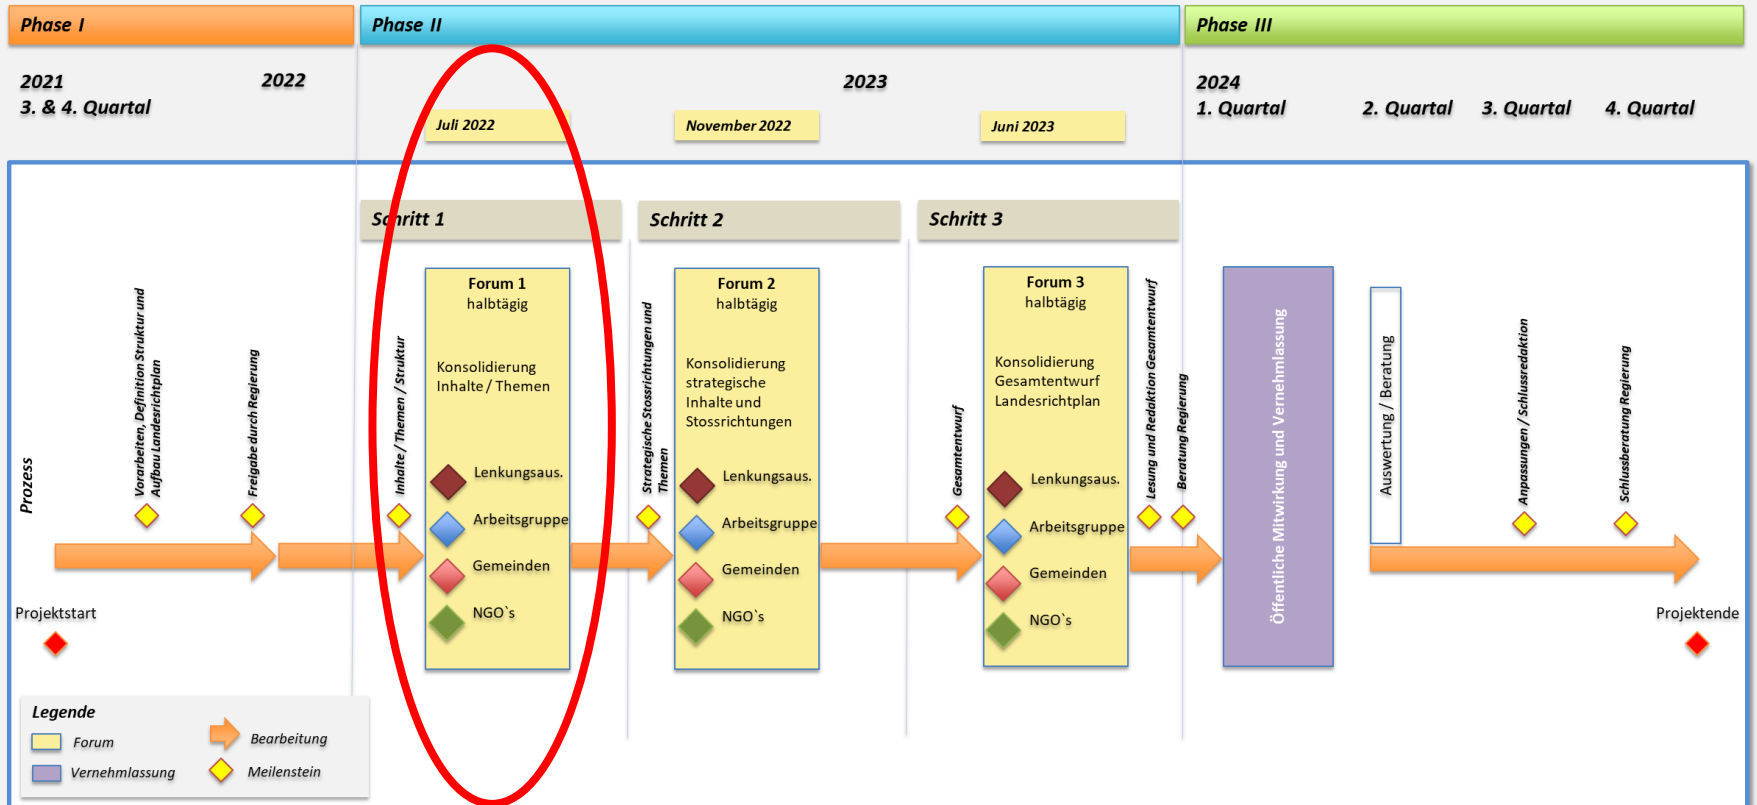 Phase I
Phase II
Phase III
2021
3. & 4. Quartal
2022
2023
2024
1. Quartal
2. Quartal
3. Quartal
4. Quartal
Juli 2022
November 2022
Juni 2023
Schritt 1
Schritt 2
Schritt 3
Prozess
Vorarbeiten, Definition Struktur und
Aufbau Landesrichtplan
Freigabe durch Regierung
Inhalte / Themen / Struktur
Forum 1
halbtägig
Konsolidierung
Inhalte / Themen
Lenkungsaus.
Arbeitsgruppe
Gemeinden
NGO`s
Strategische Stossrichtungen und
Themen
Forum 2
halbtägig
Konsolidierung
strategische
Inhalte und
Stossrichtungen
Lenkungsaus.
Arbeitsgruppe
Gemeinden
NGO`s
Gesamtentwurf
Forum 3
halbtägig
Konsolidierung
Gesamtentwurf
Landesrichtplan
Lenkungsaus.
Arbeitsgruppe
Gemeinden
NGO`s
Lesung und Redaktion Gesamtentwurf
Beratung Regierung
Öffentliche Mitwirkung und Vernehmlassung
Auswertung / Beratung
Anpassungen / Schlussredaktion
Schlussberatung Regierung
Projektstart
Projektende
Legende
Forum
Bearbeitung
Vernehmlassung
Meilenstein